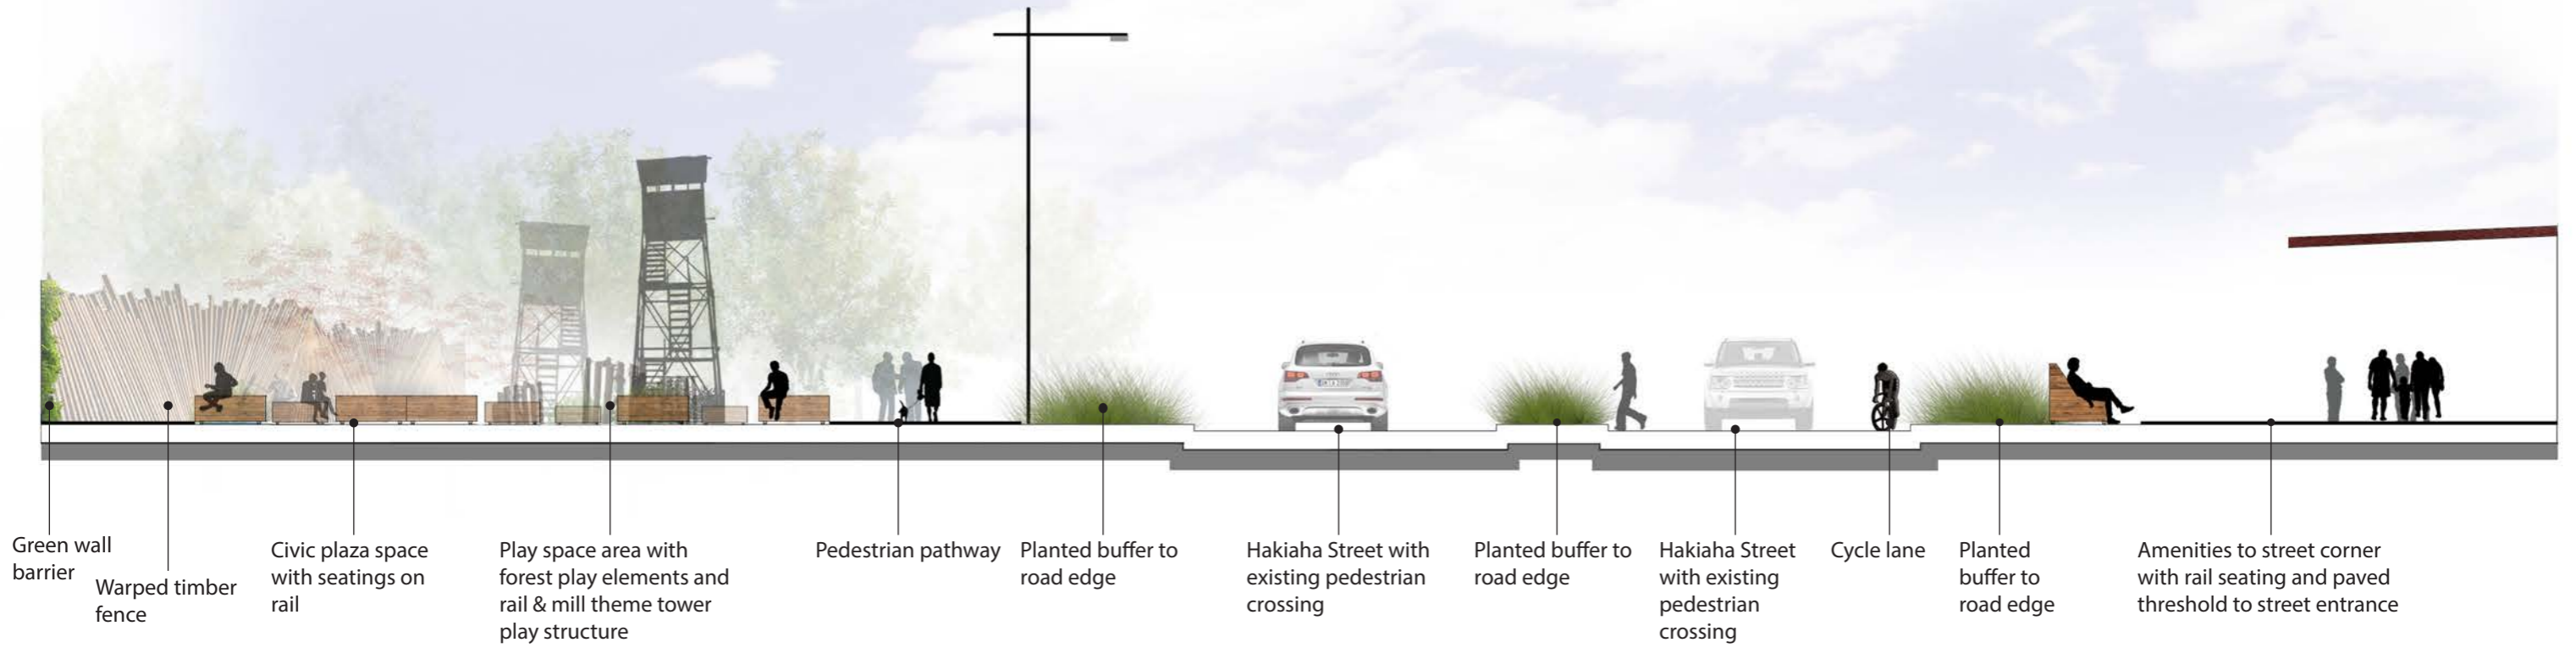 Green wall
barrier
Warped timber
fence
Civic plaza space
with seatings on
rail
Play space area with
forest play elements and
rail & mill theme tower
play structure
Pedestrian pathway
Planted buffer to
road edge
Hakiaha Street with
existing pedestrian
crossing
Planted buffer to
road edge
Hakiaha Street
with existing
pedestrian
crossing
Cycle lane
Planted
buffer to
road edge
Amenities to street corner
with rail seating and paved
threshold to street entrance